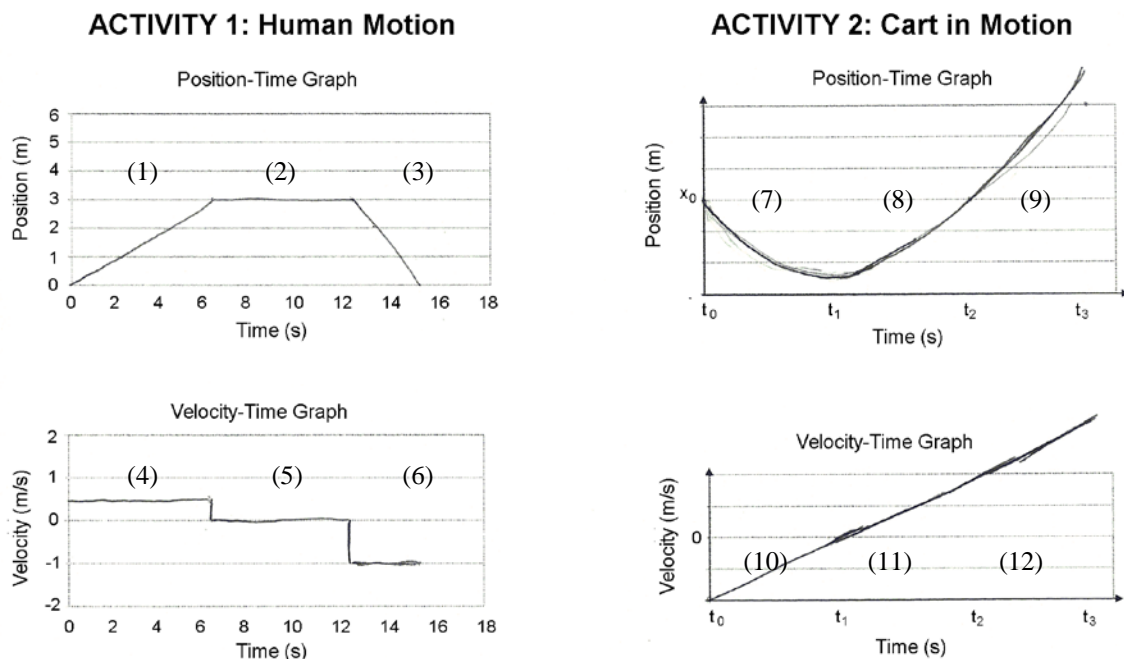 ACTIVITY 1: Human Motion
Position-Time Graph
Position (m)
6
5
4
3
2
1
0
(1)
(2)
(3)
0 2 4 6 8 10 12 14 16 18
Time (s)
Velocity-Time Graph
Velocity (m/s)
2
1
0
-1
-2
(4)
(5)
(6)
0 2 4 6 8 10 12 14 16 18
Time (s)
ACTIVITY 2: Cart in Motion
Position-Time Graph
Position (m)
x₀
(7)
(8)
(9)
t₀ t₁ t₂ t₃
Time (s)
Velocity-Time Graph
Velocity (m/s)
0
(10)
(11)
(12)
t₀ t₁ t₂ t₃
Time (s)